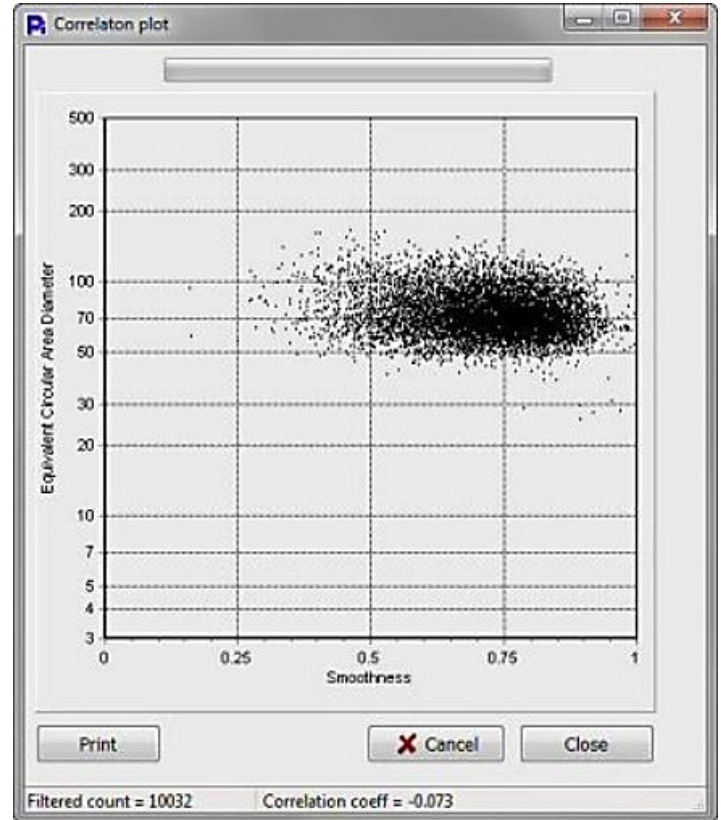 Correlaton plot
500
300
200
100
70
50
30
20
10
7
5
4
3
Equivalent Circular Area Diameter
0 0.25 0.5 0.75 1
Smoothness
Print Cancel Close
Filtered count = 10032 Correlation coeff = -0.073